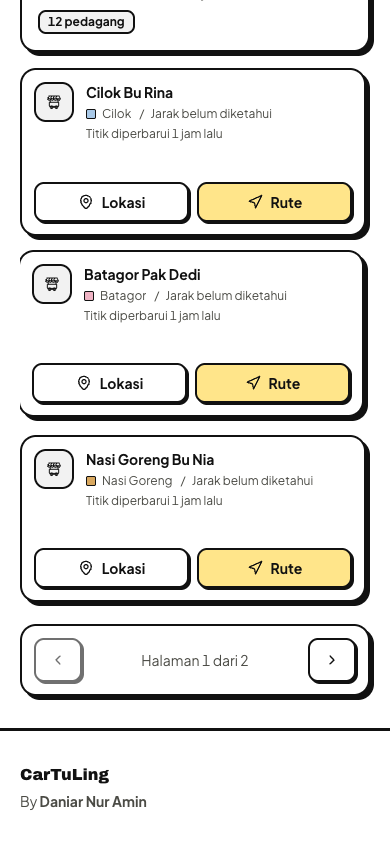 12 pedagang
Cilok Bu Rina
Cilok / Jarak belum diketahui
Titik diperbarui 1 jam lalu
Lokasi
Rute
Batagor Pak Dedi
Batagor / Jarak belum diketahui
Titik diperbarui 1 jam lalu
Lokasi
Rute
Nasi Goreng Bu Nia
Nasi Goreng / Jarak belum diketahui
Titik diperbarui 1 jam lalu
Lokasi
Rute
Halaman 1 dari 2
CarTuLing
By Daniar Nur Amin